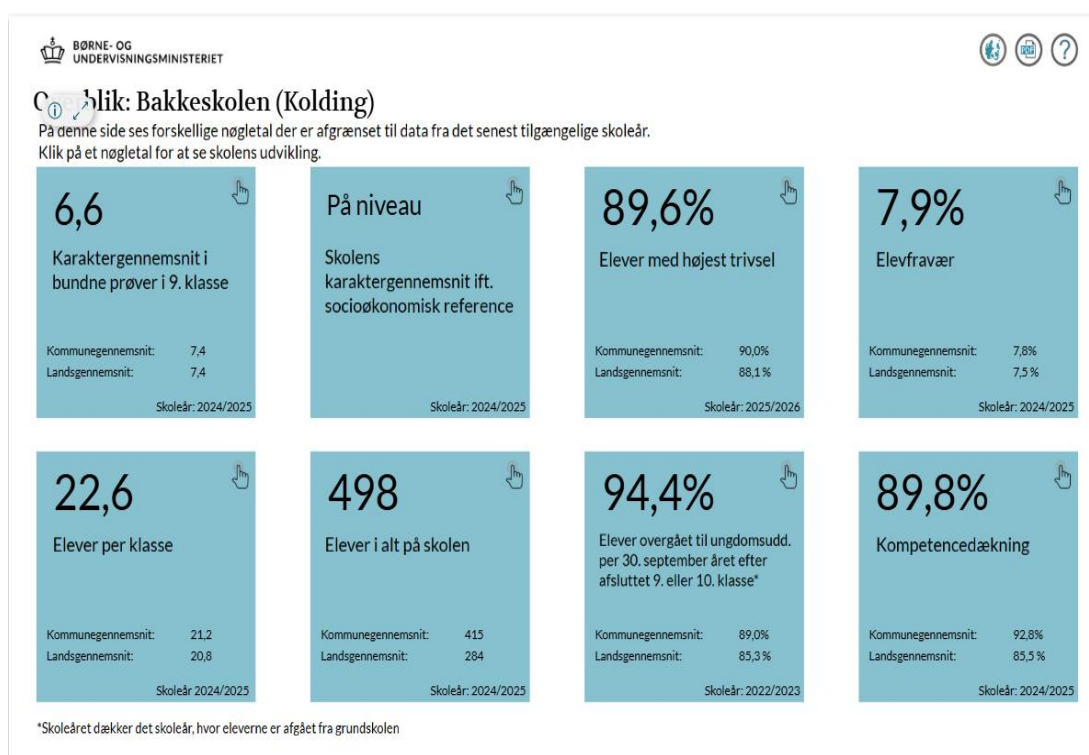 BØRNE- OG
UNDERVISNINGSMINISTERIET
PDF
?
blik: Bakkeskolen (Kolding)
På denne side ses forskellige nøgletal der er afgrænset til data fra det senest tilgængelige skoleår.
Klik på et nøgletal for at se skolens udvikling.
6,6
Karaktergennemsnit i
bundne prøver i 9. klasse
Kommunegennemsnit: 7,4
Landsgennemsnit: 7,4
Skoleår: 2024/2025
På niveau
Skolens
karaktergennemsnit ift.
socioøkonomisk reference
Skoleår: 2024/2025
89,6%
Elever med højest trivsel
Kommunegennemsnit: 90,0%
Landsgennemsnit: 88,1 %
Skoleår: 2025/2026
7,9%
Elevfravær
Kommunegennemsnit: 7,8%
Landsgennemsnit: 7,5 %
Skoleår: 2024/2025
22,6
Elever per klasse
Kommunegennemsnit: 21,2
Landsgennemsnit: 20,8
Skoleår 2024/2025
498
Elever i alt på skolen
Kommunegennemsnit: 415
Landsgennemsnit: 284
Skoleår: 2024/2025
94,4%
Elever overgået til ungdomsudd.
per 30. september året efter
afsluttet 9. eller 10. klasse*
Kommunegennemsnit: 89,0%
Landsgennemsnit: 85,3 %
Skoleår: 2022/2023
89,8%
Kompetencedækning
Kommunegennemsnit: 92,8%
Landsgennemsnit: 85,5 %
Skoleår: 2024/2025
*Skoleåret dækker det skoleår, hvor eleverne er afgået fra grundskolen